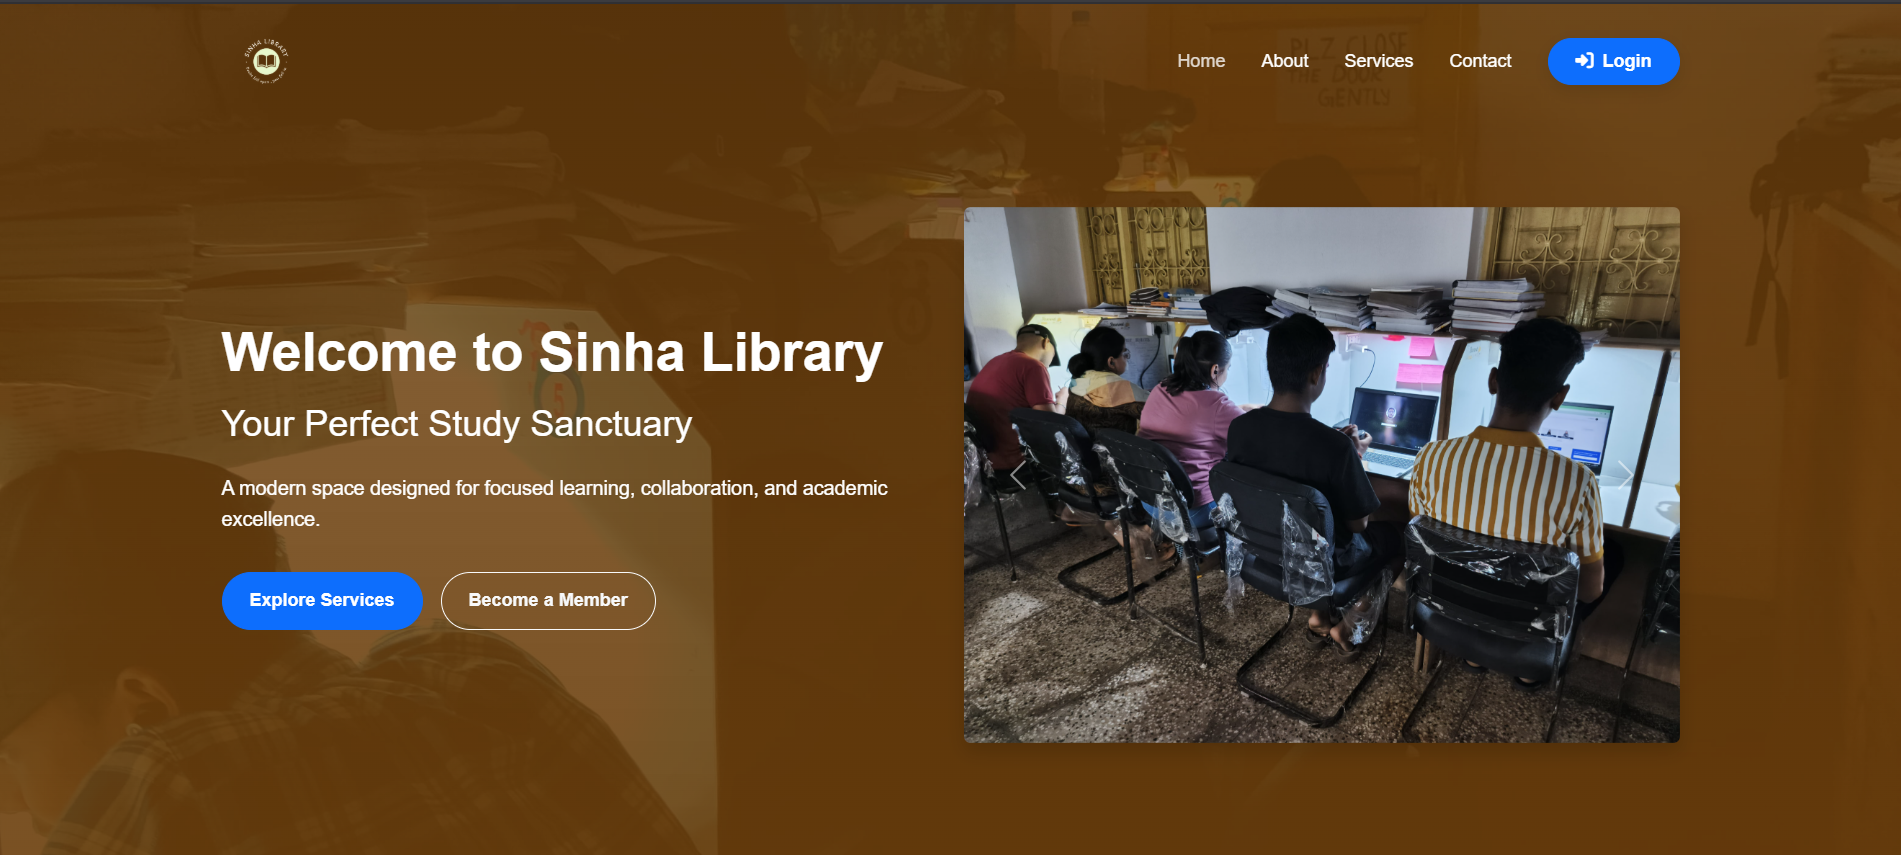 SINHA LIBRARY
Home
About
Services
Contact
Login
PLZ CLOSE
THE DOOR
GENTLY
Welcome to Sinha Library
Your Perfect Study Sanctuary
A modern space designed for focused learning, collaboration, and academic
excellence.
Explore Services
Become a Member